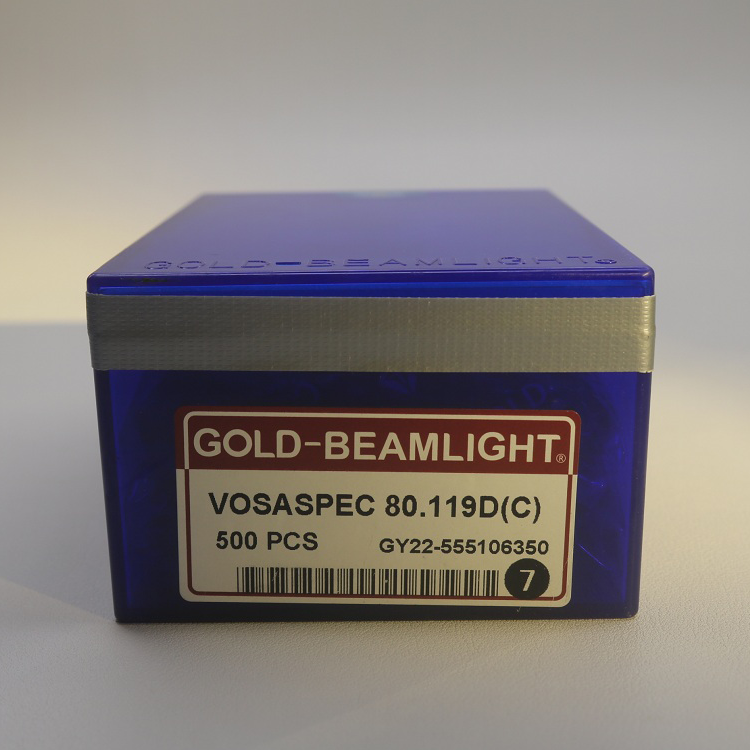 GOLD-BEAMLIGHT®
GOLD-BEAMLIGHT®
VOSASPEC 80.119D(C)
500 PCS GY22-555106350
7